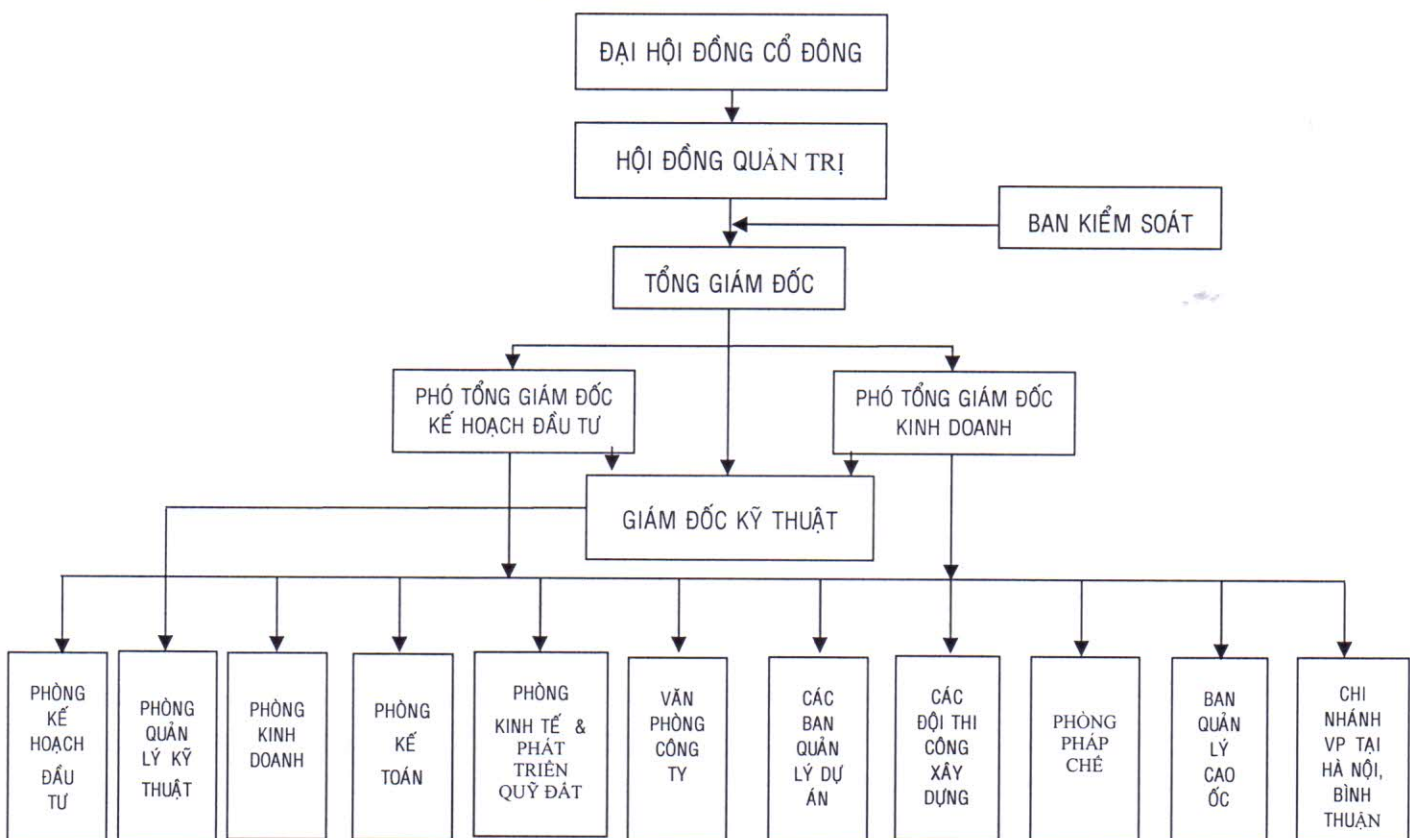 ĐẠI HỘI ĐỒNG CỔ ĐÔNG
HỘI ĐỒNG QUẢN TRỊ
BAN KIỂM SOÁT
TỔNG GIÁM ĐỐC
PHÓ TỔNG GIÁM ĐỐC
KẾ HOẠCH ĐẦU TƯ
PHÓ TỔNG GIÁM ĐỐC
KINH DOANH
GIÁM ĐỐC KỸ THUẬT
PHÒNG
KẾ
HOẠCH
ĐẦU
TƯ
PHÒNG
QUẢN
LÝ KỸ
THUẬT
PHÒNG
KINH
DOANH
PHÒNG
KẾ
TOÁN
PHÒNG
KINH TẾ &
PHÁT
TRIỂN
QUỸ ĐẤT
VĂN
PHÒNG
CÔNG
TY
CÁC
BAN
QUẢN
LÝ DỰ
ÁN
CÁC
ĐỘI THI
CÔNG
XÂY
DỰNG
PHÒNG
PHÁP
CHẾ
BAN
QUẢN
LÝ
CAO
ỐC
CHI
NHÁNH
VP TẠI
HÀ NỘI,
BÌNH
THUẬN